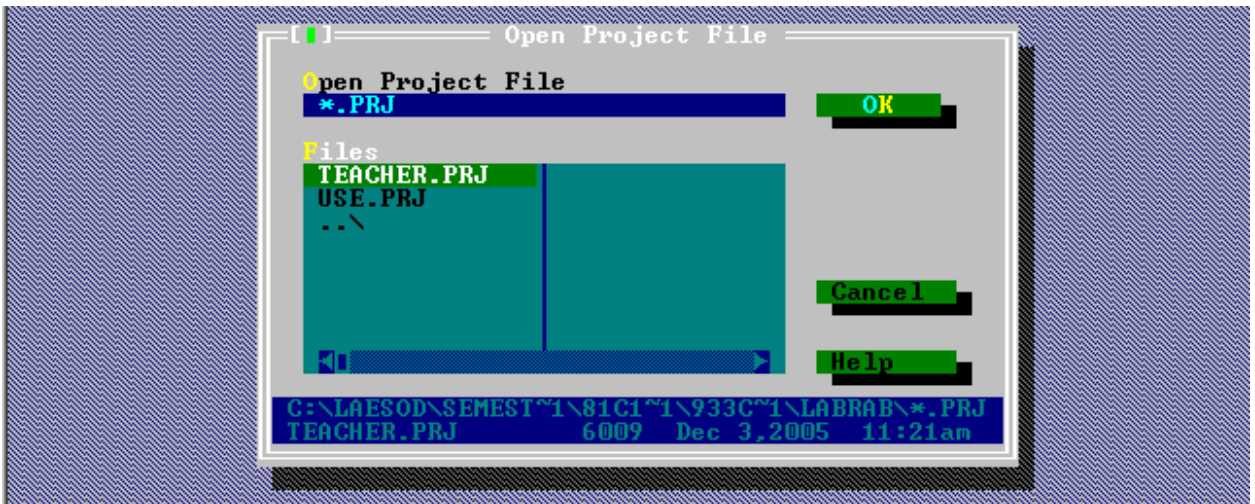 [▮] Open Project File
Open Project File
*.PRJ
OK
Files
TEACHER.PRJ
USE.PRJ
..\
Cancel
Help
C:\LAESOD\SEMEST~1\81C1~1\933C~1\LABRAB\*.PRJ
TEACHER.PRJ 6009 Dec 3,2005 11:21am